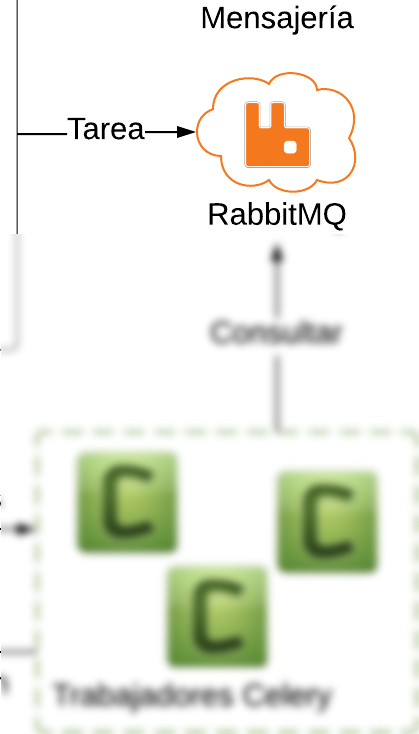 Mensajería
Tarea
RabbitMQ
Consultar
C
C
C
Trabajadores Celery